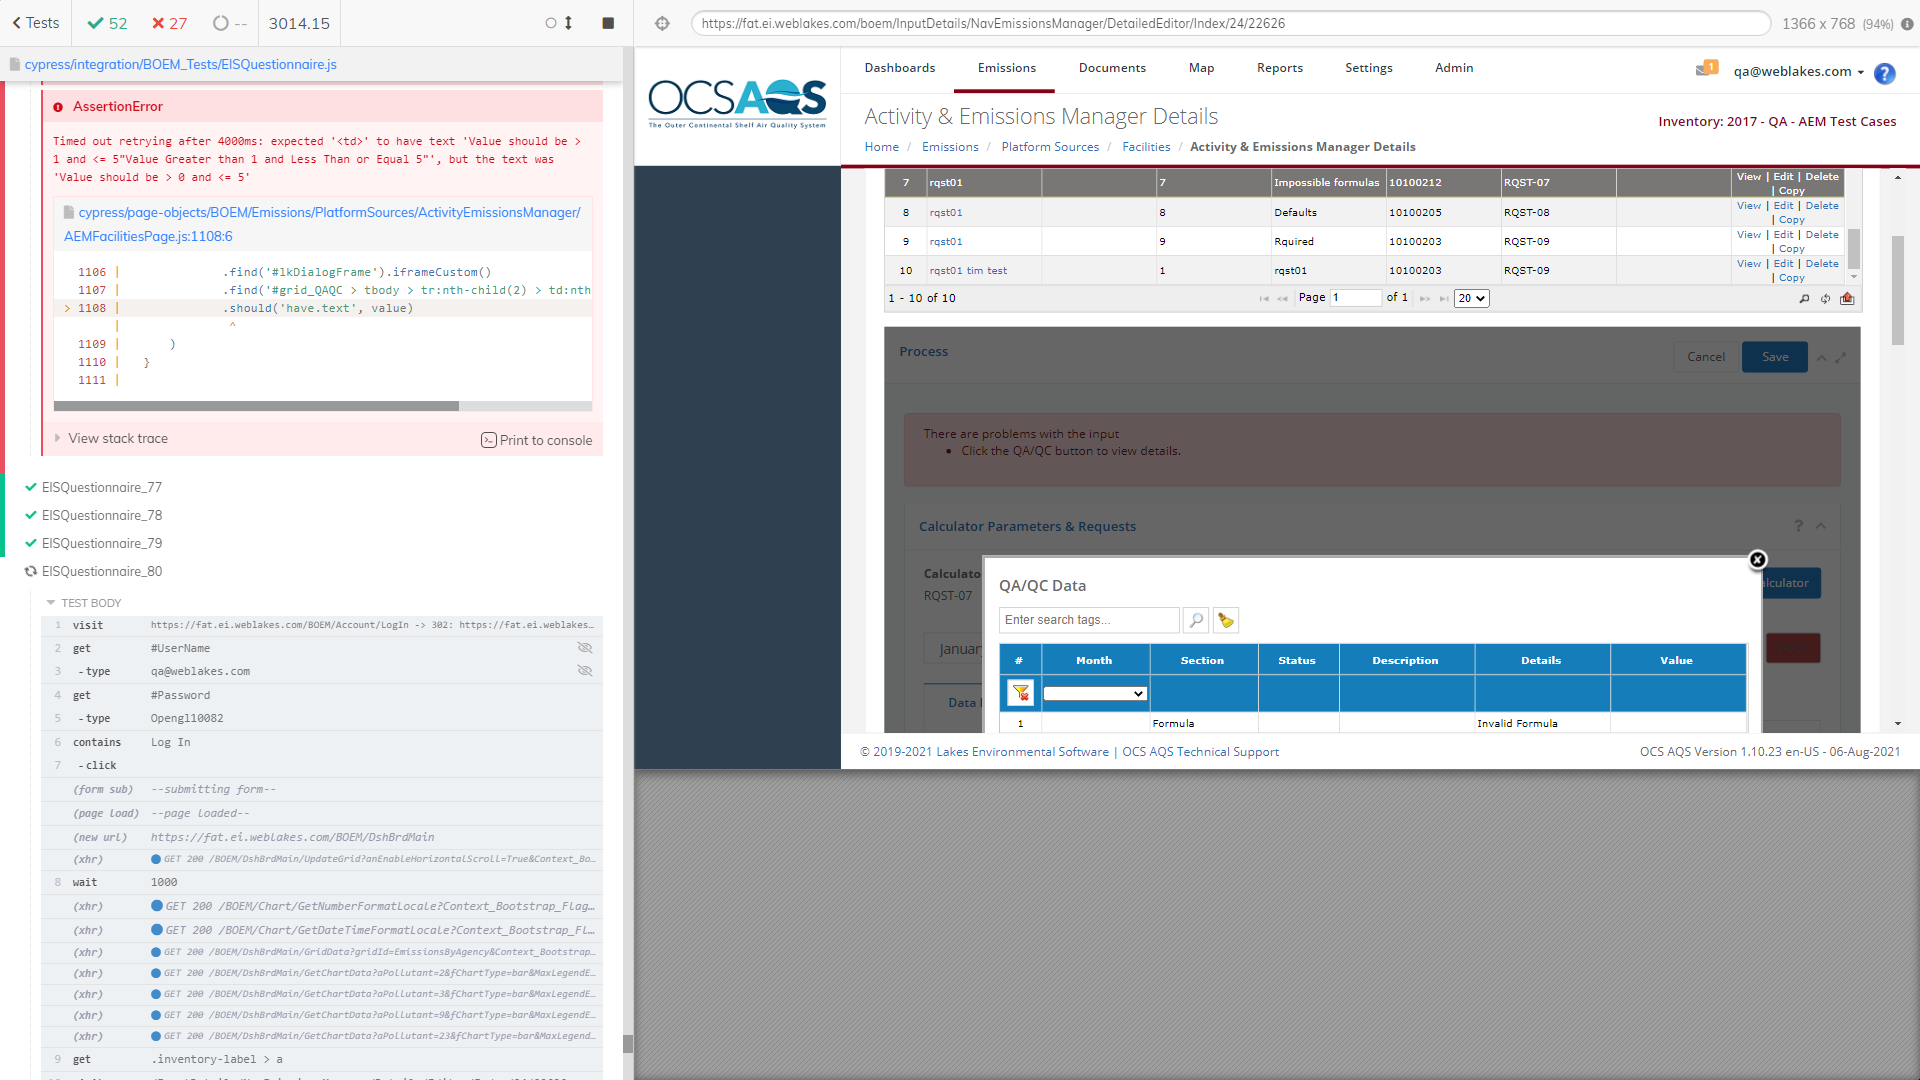 Tests
52
27
--
3014.15
cypress/integration/BOEM_Tests/EISQuestionnaire.js
AssertionError
Timed out retrying after 4000ms: expected '<td>' to have text 'Value should be >
1 and <= 5"Value Greater than 1 and Less Than or Equal 5"', but the text was
'Value should be > 0 and <= 5'
cypress/page-objects/BOEM/Emissions/PlatformSources/ActivityEmissionsManager/
AEMFacilitiesPage.js:1108:6
1106 | .find('#lkDialogFrame').iframeCustom()
1107 | .find('#grid_QAQC > tbody > tr:nth-child(2) > td:nth
> 1108 | .should('have.text', value)
| ^
1109 | )
1110 | }
1111 |
View stack trace
Print to console
EISQuestionnaire_77
EISQuestionnaire_78
EISQuestionnaire_79
EISQuestionnaire_80
TEST BODY
1 visit https://fat.ei.weblakes.com/BOEM/Account/LogIn -> 302: https://fat.ei.weblakes…
2 get #UserName
3 -type qa@weblakes.com
4 get #Password
5 -type Opengl10082
6 contains Log In
7 -click
(form sub) --submitting form--
(page load) --page loaded--
(new url) https://fat.ei.weblakes.com/BOEM/DshBrdMain
(xhr) GET 200 /BOEM/DshBrdMain/UpdateGrid?anEnableHorizontalScroll=True&Context_Bo…
8 wait 1000
(xhr) GET 200 /BOEM/Chart/GetNumberFormatLocale?Context_Bootstrap_Flag…
(xhr) GET 200 /BOEM/Chart/GetDateTimeFormatLocale?Context_Bootstrap_Fl…
(xhr) GET 200 /BOEM/DshBrdMain/GridData?gridId=EmissionsByAgency&Context_Bootstrap…
(xhr) GET 200 /BOEM/DshBrdMain/GetChartData?aPollutant=2&fChartType=bar&MaxLegendE…
(xhr) GET 200 /BOEM/DshBrdMain/GetChartData?aPollutant=3&fChartType=bar&MaxLegendE…
(xhr) GET 200 /BOEM/DshBrdMain/GetChartData?aPollutant=9&fChartType=bar&MaxLegendE…
(xhr) GET 200 /BOEM/DshBrdMain/GetChartData?aPollutant=23&fChartType=bar&MaxLegend…
9 get .inventory-label > a
https://fat.ei.weblakes.com/boem/InputDetails/NavEmissionsManager/DetailedEditor/Index/24/22626
1366 x 768 (94%)
OCSAQS
The Outer Continental Shelf Air Quality System
Dashboards Emissions Documents Map Reports Settings Admin
1
qa@weblakes.com
?
Activity & Emissions Manager Details
Inventory: 2017 - QA - AEM Test Cases
Home / Emissions / Platform Sources / Facilities / Activity & Emissions Manager Details
7 rqst01 7 Impossible formulas 10100212 RQST-07 View | Edit | Delete
| Copy
8 rqst01 8 Defaults 10100205 RQST-08 View | Edit | Delete
| Copy
9 rqst01 9 Rquired 10100203 RQST-09 View | Edit | Delete
| Copy
10 rqst01 tim test 1 rqst01 10100203 RQST-09 View | Edit | Delete
| Copy
1 - 10 of 10
Page 1 of 1
20
Process
Cancel
Save
There are problems with the input
Click the QA/QC button to view details.
Calculator Parameters & Requests
?
Calculato
RQST-07
lculator
Januar
Data
QA/QC Data
Enter search tags...
# Month Section Status Description Details Value
1 Formula Invalid Formula
© 2019-2021 Lakes Environmental Software | OCS AQS Technical Support
OCS AQS Version 1.10.23 en-US - 06-Aug-2021